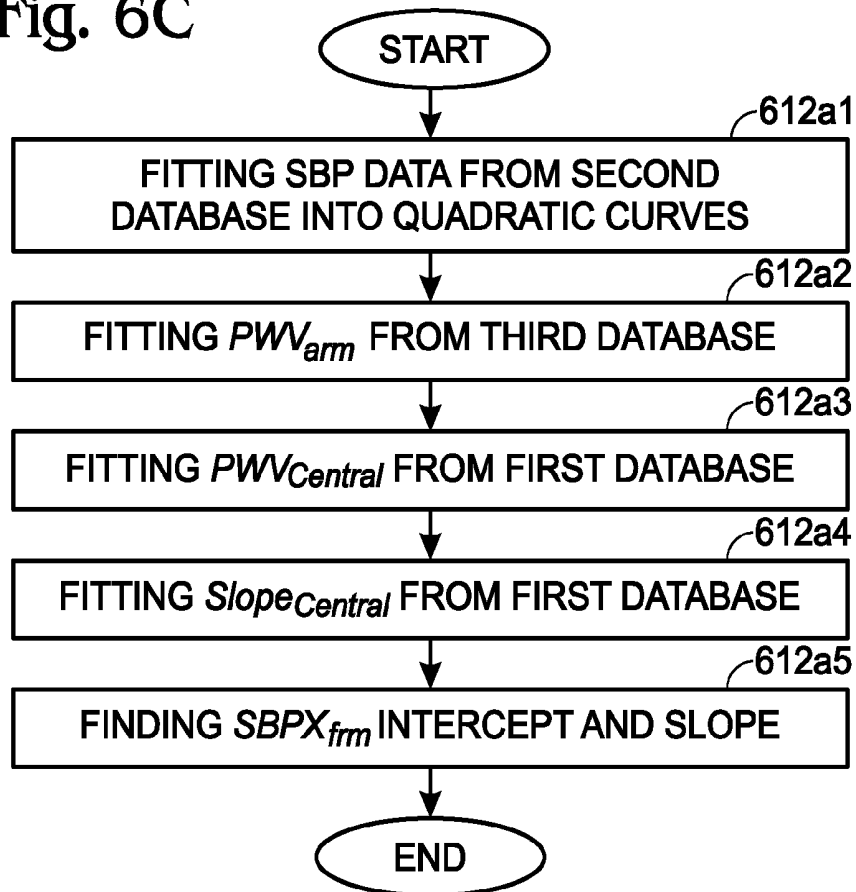 Fig. 6C
START
612a1
FITTING SBP DATA FROM SECOND
DATABASE INTO QUADRATIC CURVES
612a2
FITTING PWVarm FROM THIRD DATABASE
612a3
FITTING PWVCentral FROM FIRST DATABASE
612a4
FITTING SlopeCentral FROM FIRST DATABASE
612a5
FINDING SBPXfrm INTERCEPT AND SLOPE
END